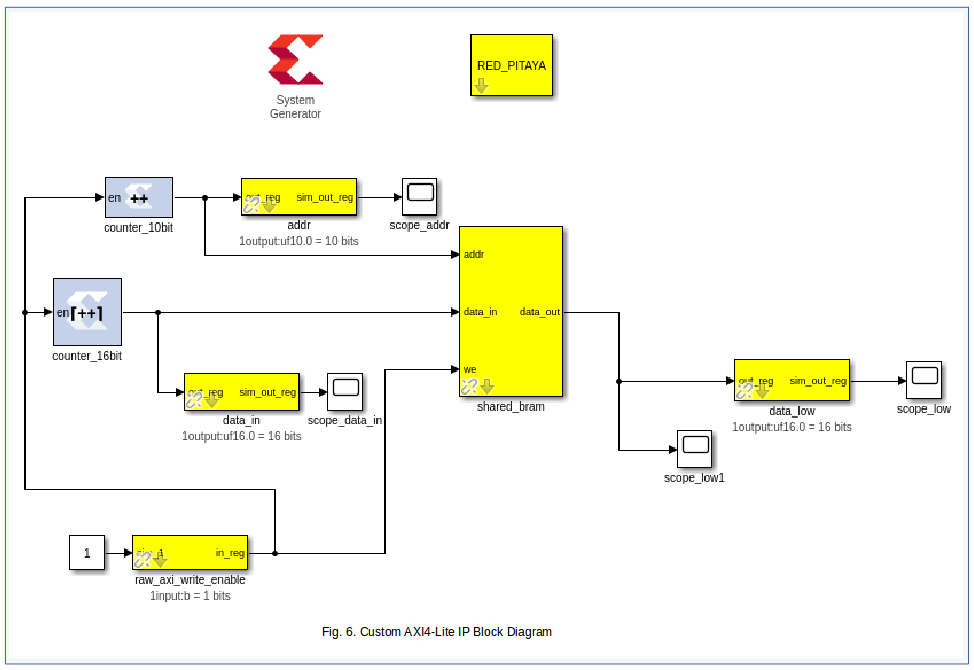 System
Generator
RED_PITAYA
en
++
counter_10bit
out_reg
sim_out_reg
addr
1output:uf10.0 = 10 bits
scope_addr
en
[++]
counter_16bit
addr
data_in
we
data_out
shared_bram
out_reg
sim_out_reg
data_in
1output:uf16.0 = 16 bits
scope_data_in
out_reg
sim_out_reg
data_low
1output:uf16.0 = 16 bits
scope_low
scope_low1
1
in_reg
raw_axi_write_enable
1input:b = 1 bits
Fig. 6. Custom AXI4-Lite IP Block Diagram